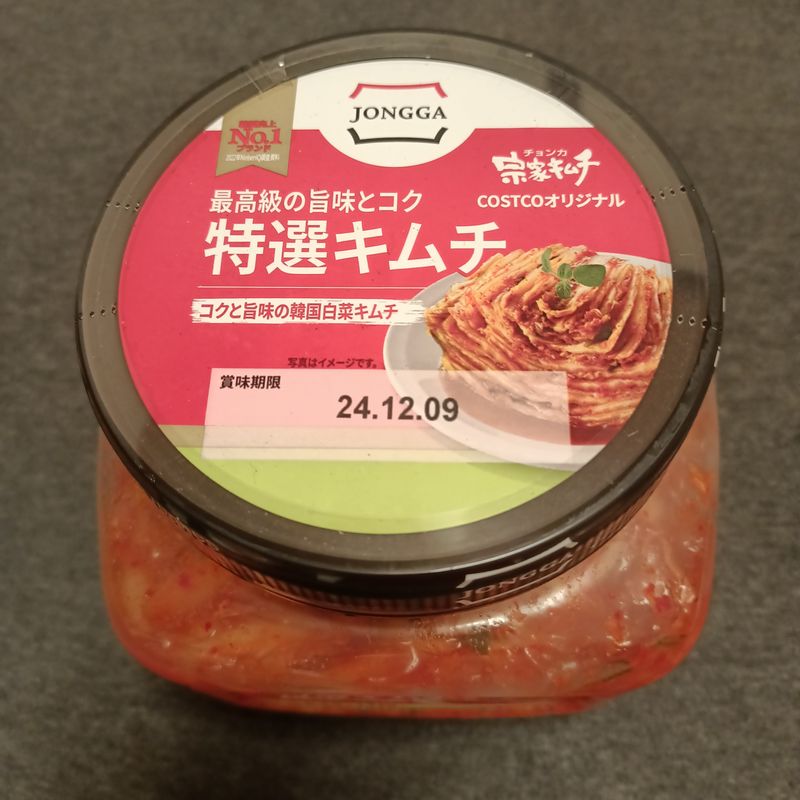 JONGGA
No.1
ブランド
チョンカ
宗家キムチ
COSTCOオリジナル
最高級の旨味とコク
特選キムチ
コクと旨味の韓国白菜キムチ
写真はイメージです。
賞味期限
24.12.09
JONGGA